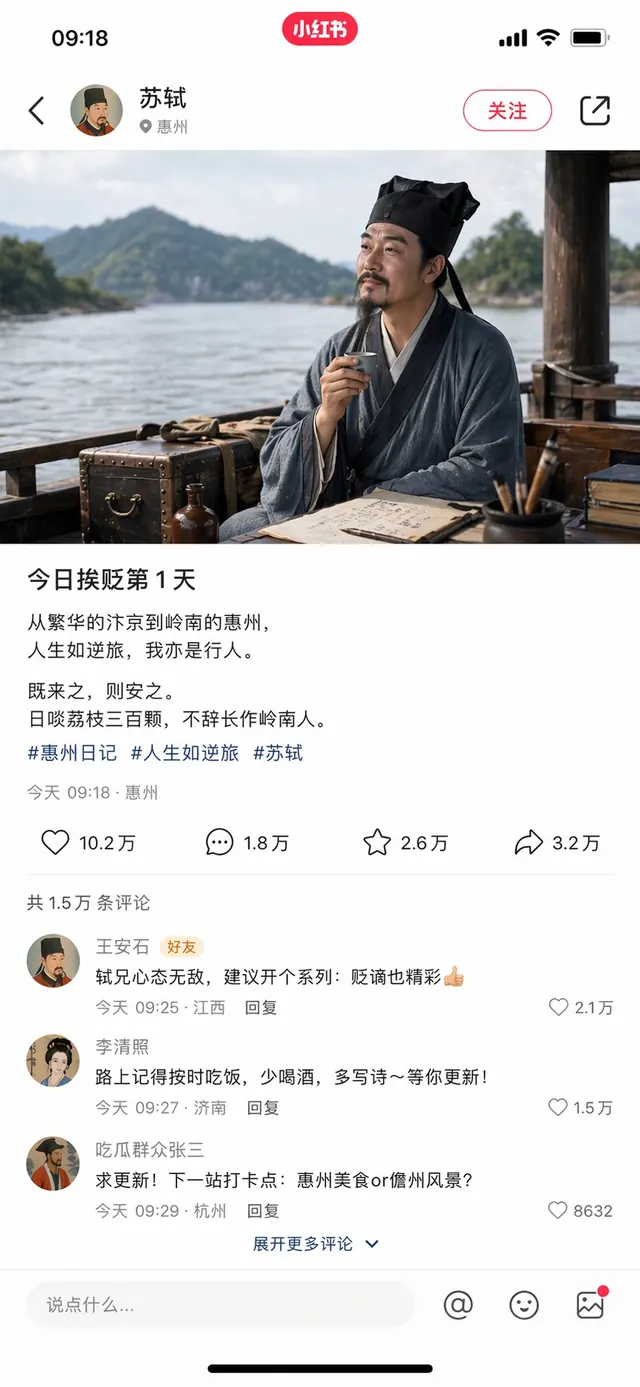 09:18
小红书
苏轼
惠州
关注
今日挨贬第 1 天
从繁华的汴京到岭南的惠州，
人生如逆旅，我亦是行人。
既来之，则安之。
日啖荔枝三百颗，不辞长作岭南人。
#惠州日记 #人生如逆旅 #苏轼
今天 09:18 · 惠州
10.2万
1.8万
2.6万
3.2万
共 1.5万 条评论
王安石 好友
轼兄心态无敌，建议开个系列：贬谪也精彩👍
今天 09:25 · 江西 回复
2.1万
李清照
路上记得按时吃饭，少喝酒，多写诗～等你更新！
今天 09:27 · 济南 回复
1.5万
吃瓜群众张三
求更新！下一站打卡点：惠州美食or儋州风景？
今天 09:29 · 杭州 回复
8632
展开更多评论
说点什么...